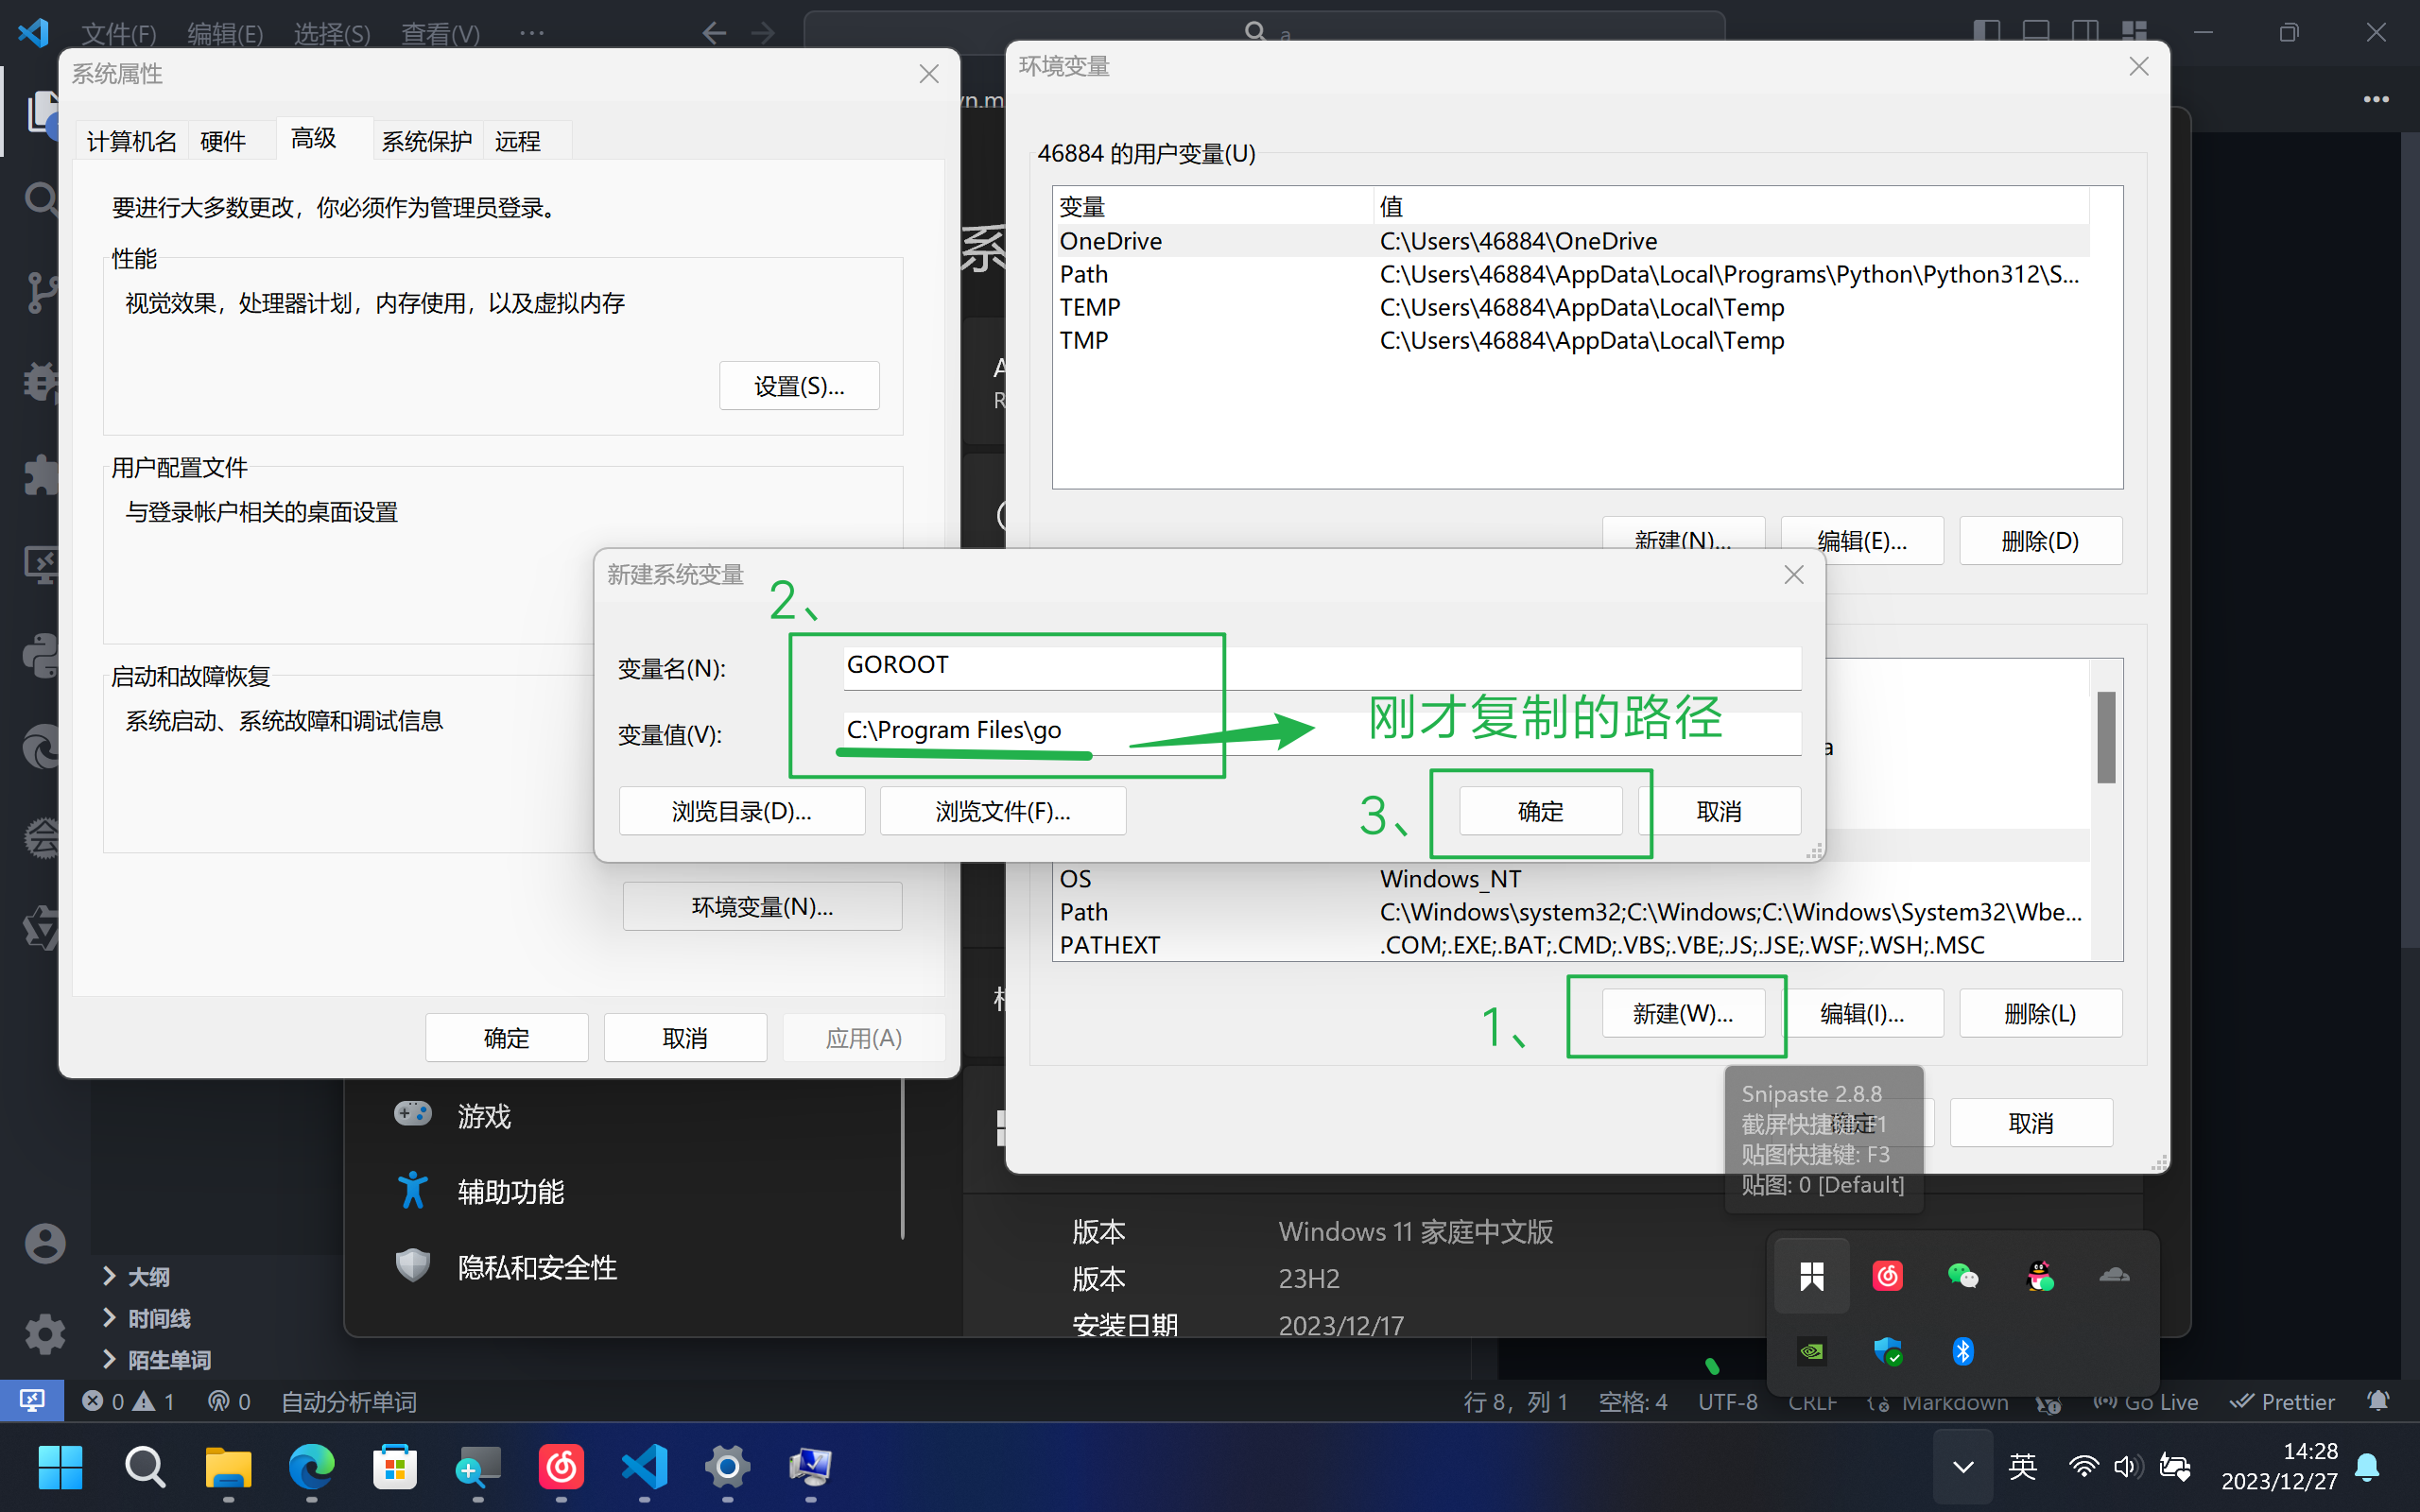 文件(F) 编辑(E) 选择(S) 查看(V) ···
a
系统属性
计算机名 硬件 高级 系统保护 远程
要进行大多数更改，你必须作为管理员登录。
性能
视觉效果，处理器计划，内存使用，以及虚拟内存
设置(S)...
用户配置文件
与登录帐户相关的桌面设置
启动和故障恢复
系统启动、系统故障和调试信息
环境变量(N)...
确定 取消 应用(A)
vn.m
系
A
R
环境变量
46884 的用户变量(U)
变量 值
OneDrive C:\Users\46884\OneDrive
Path C:\Users\46884\AppData\Local\Programs\Python\Python312\S...
TEMP C:\Users\46884\AppData\Local\Temp
TMP C:\Users\46884\AppData\Local\Temp
新建(N)... 编辑(E)... 删除(D)
新建系统变量
2、
变量名(N): GOROOT
变量值(V): C:\Program Files\go
刚才复制的路径
浏览目录(D)... 浏览文件(F)... 3、 确定 取消
a
OS Windows_NT
Path C:\Windows\system32;C:\Windows;C:\Windows\System32\Wbe...
PATHEXT .COM;.EXE;.BAT;.CMD;.VBS;.VBE;.JS;.JSE;.WSF;.WSH;.MSC
1、 新建(W)... 编辑(I)... 删除(L)
确定 取消
Snipaste 2.8.8
截屏快捷键: F1
贴图快捷键: F3
贴图: 0 [Default]
游戏
辅助功能
隐私和安全性
版本 Windows 11 家庭中文版
版本 23H2
安装日期 2023/12/17
大纲
时间线
陌生单词
0 1 0 自动分析单词 行 8，列 1 空格: 4 UTF-8 CRLF Markdown Go Live Prettier
英 14:28
2023/12/27